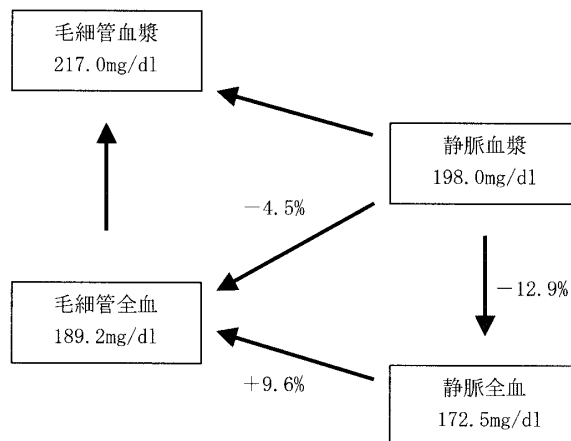 毛細管血漿
217.0mg/dl
静脈血漿
198.0mg/dl
−4.5%
−12.9%
毛細管全血
189.2mg/dl
+9.6%
静脈全血
172.5mg/dl